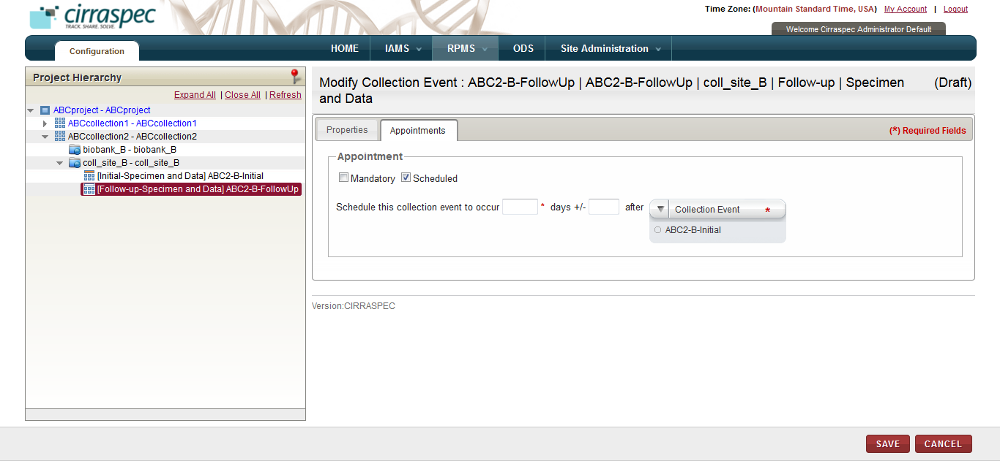 cirraspec
TRACK. SHARE. SOLVE.
Time Zone: (Mountain Standard Time, USA) My Account | Logout
Welcome Cirraspec Administrator Default
Configuration
HOME IAMS RPMS ODS Site Administration
Project Hierarchy
Expand All | Close All | Refresh
ABCproject - ABCproject
ABCcollection1 - ABCcollection1
ABCcollection2 - ABCcollection2
biobank_B - biobank_B
coll_site_B - coll_site_B
[Initial-Specimen and Data] ABC2-B-Initial
[Follow-up-Specimen and Data] ABC2-B-FollowUp
Modify Collection Event : ABC2-B-FollowUp | ABC2-B-FollowUp | coll_site_B | Follow-up | Specimen (Draft)
and Data
Properties Appointments (*) Required Fields
Appointment
Mandatory Scheduled
Schedule this collection event to occur * days +/- after Collection Event *
ABC2-B-Initial
Version:CIRRASPEC
SAVE CANCEL